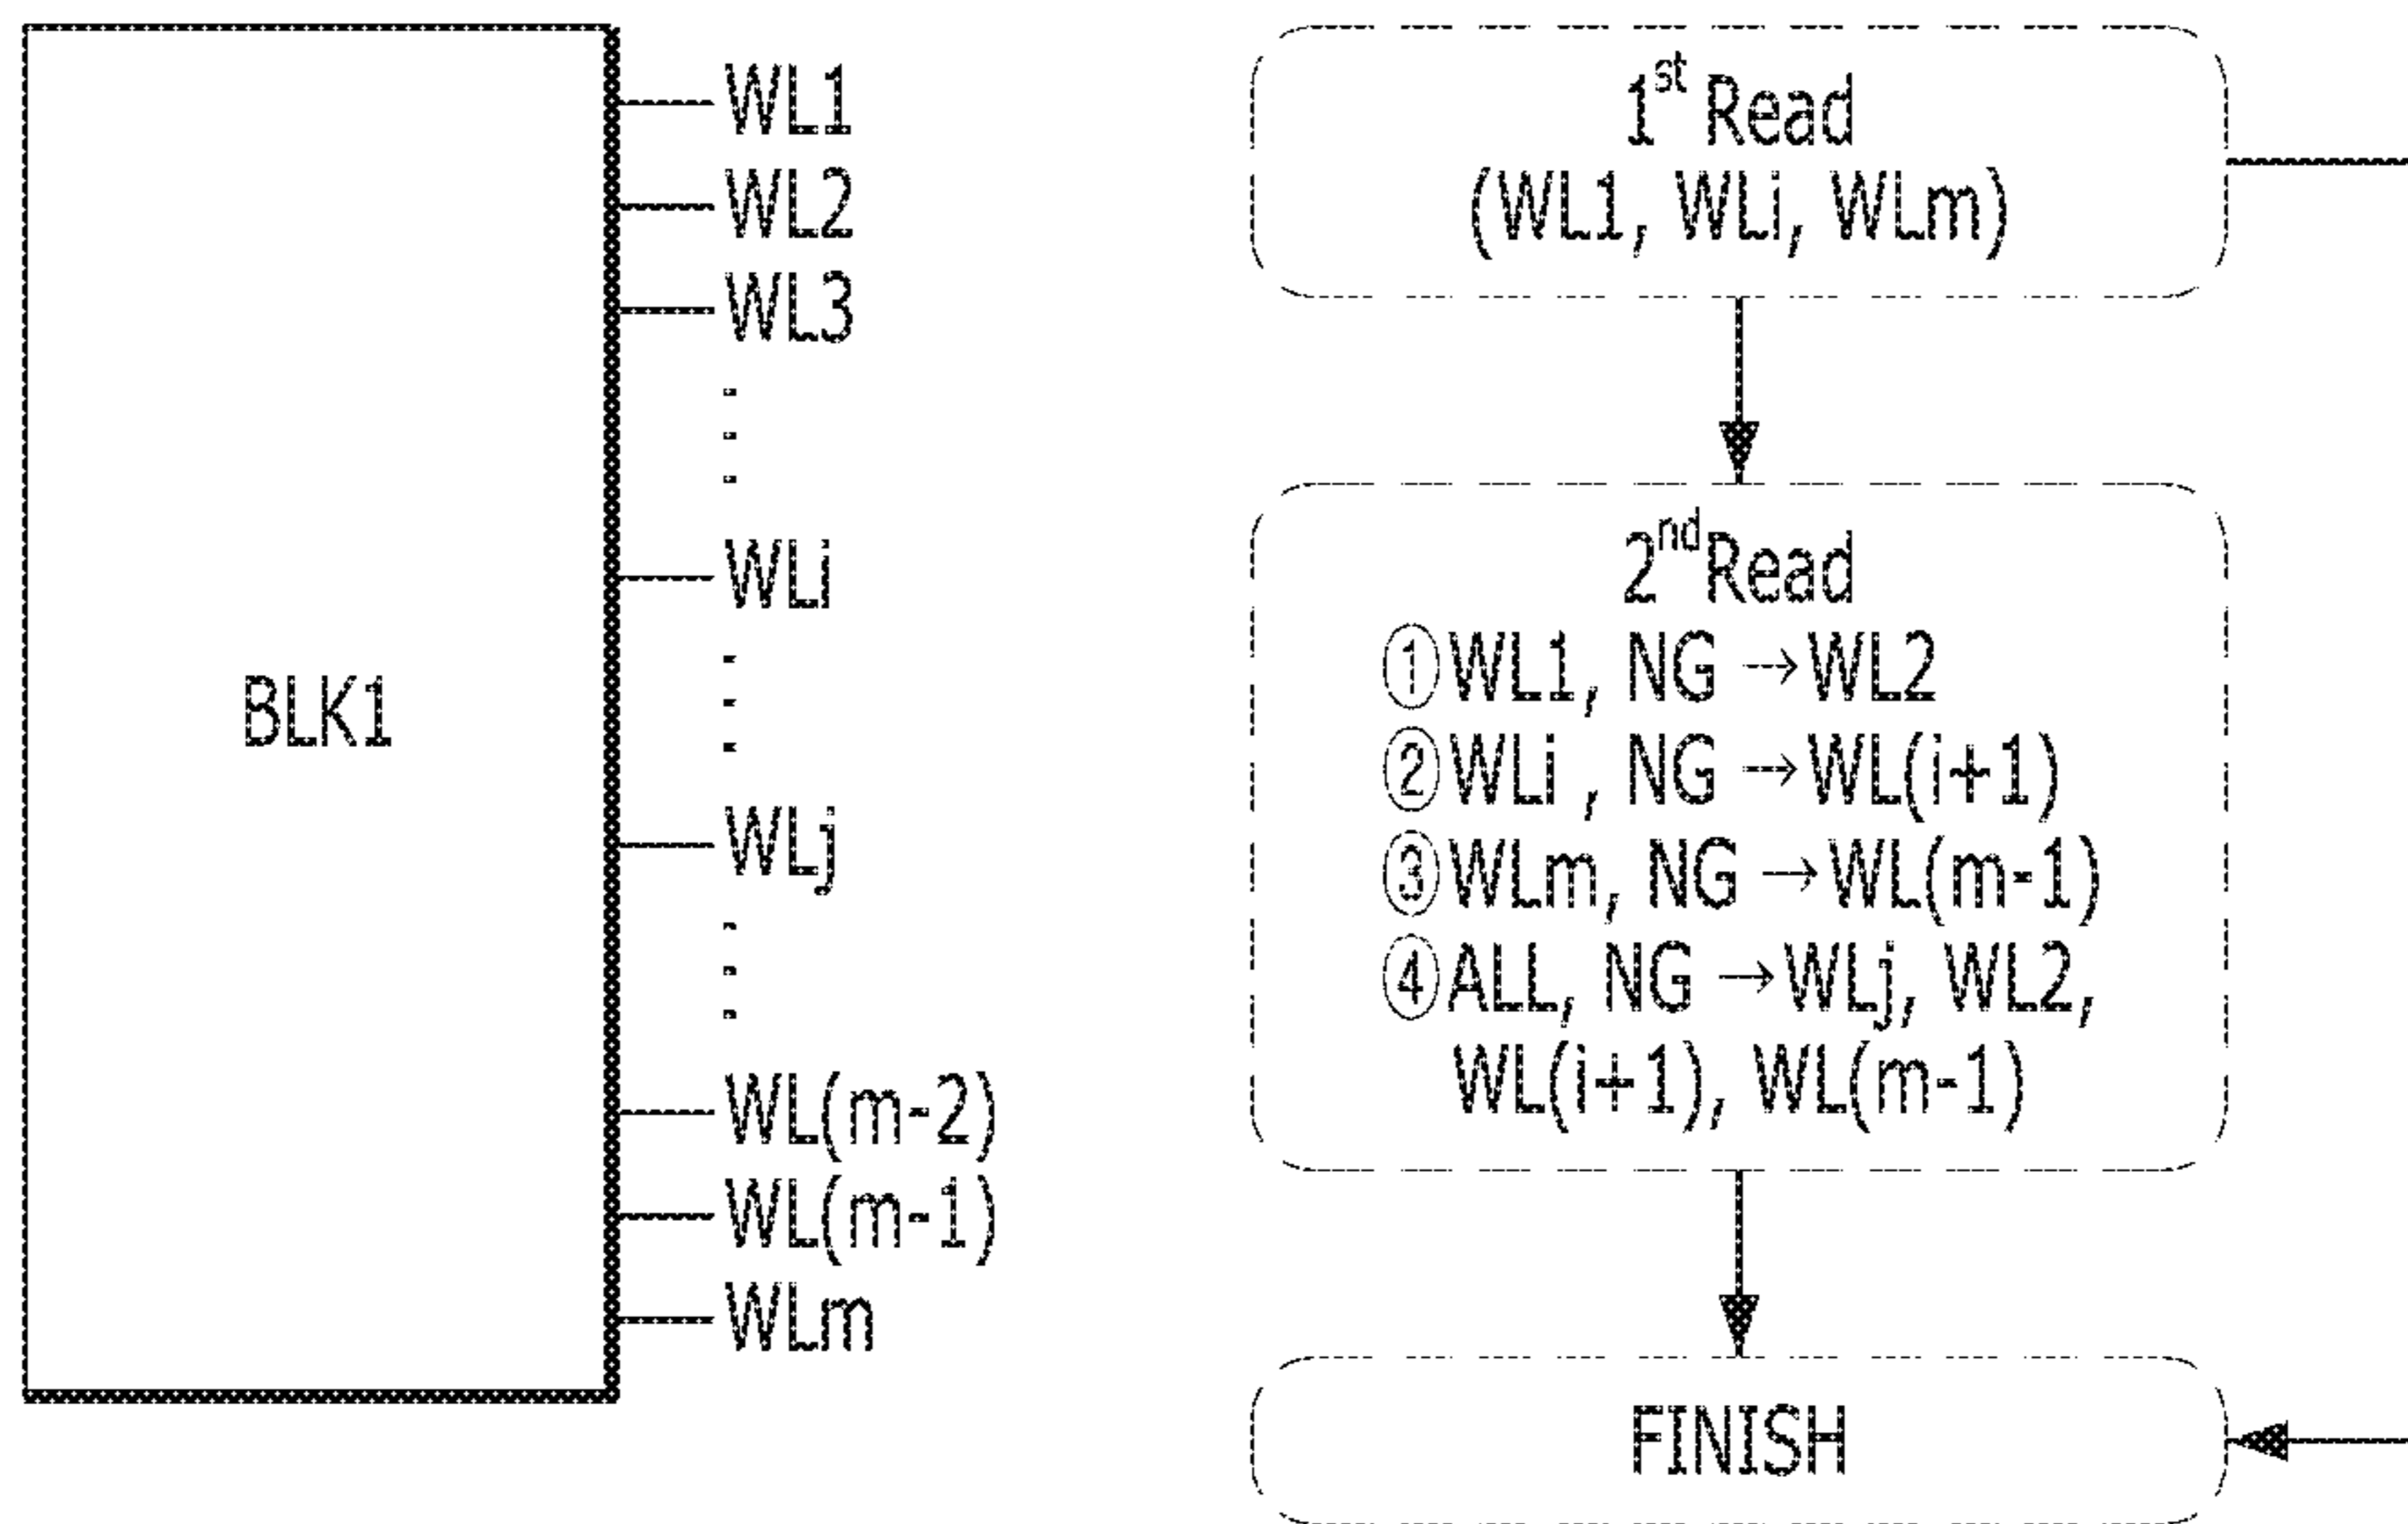 BLK1
WL1
WL2
WL3
WLi
WLj
WL(m-2)
WL(m-1)
WLm
1st Read
(WL1, WLi, WLm)
2nd Read
①WL1, NG →WL2
②WLi , NG →WL(i+1)
③WLm, NG →WL(m-1)
④ALL, NG →WLj, WL2,
WL(i+1), WL(m-1)
FINISH